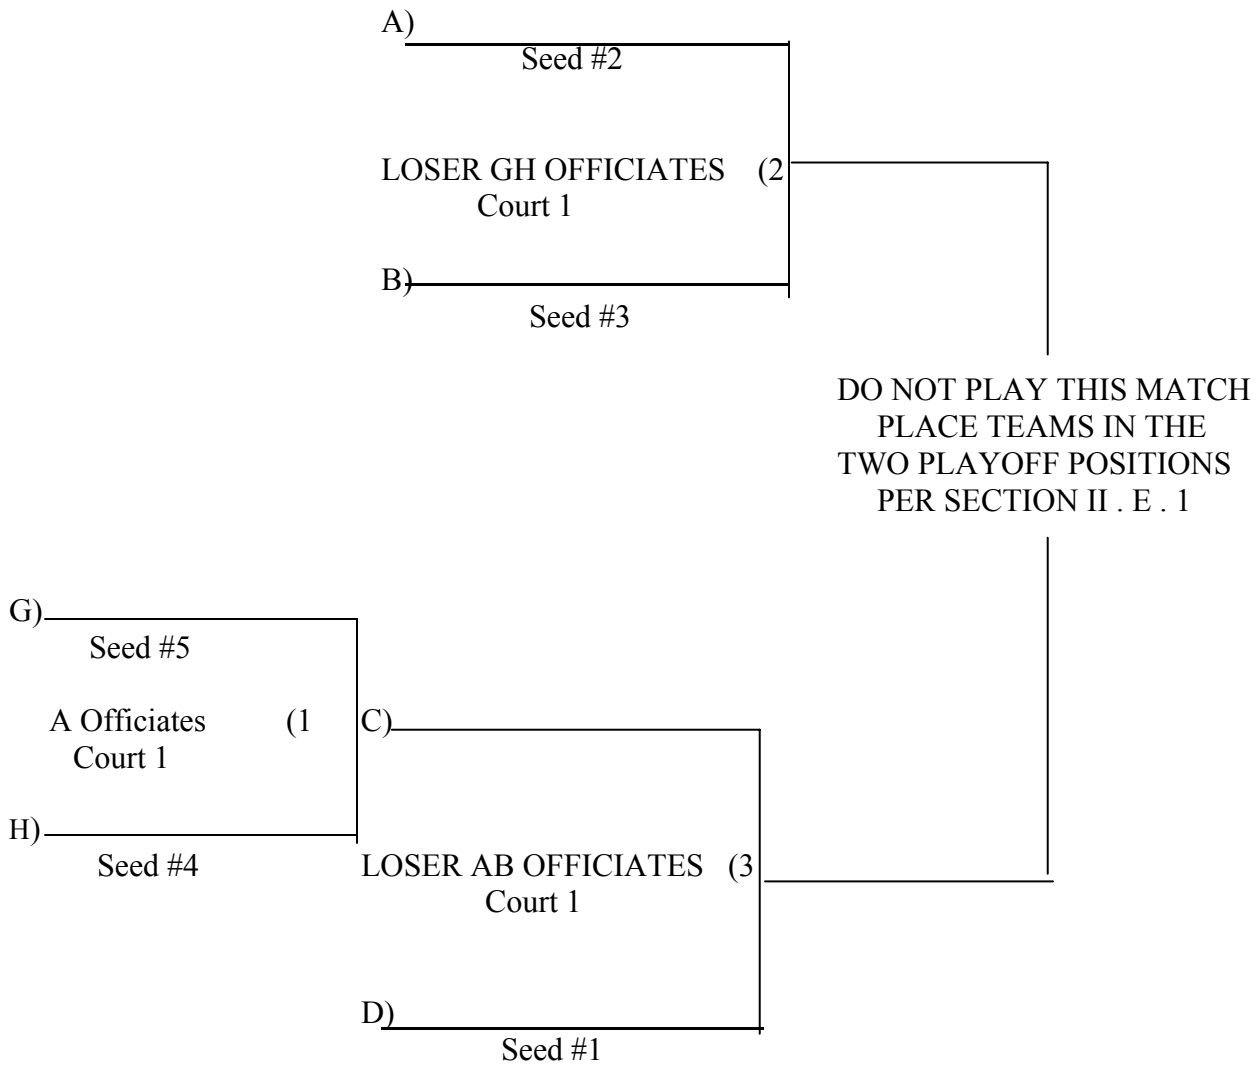 A)
Seed #2
LOSER GH OFFICIATES (2
Court 1
B)
Seed #3
DO NOT PLAY THIS MATCH
PLACE TEAMS IN THE
TWO PLAYOFF POSITIONS
PER SECTION II . E . 1
G)
Seed #5
A Officiates (1
Court 1
H)
Seed #4
C)
LOSER AB OFFICIATES (3
Court 1
D)
Seed #1